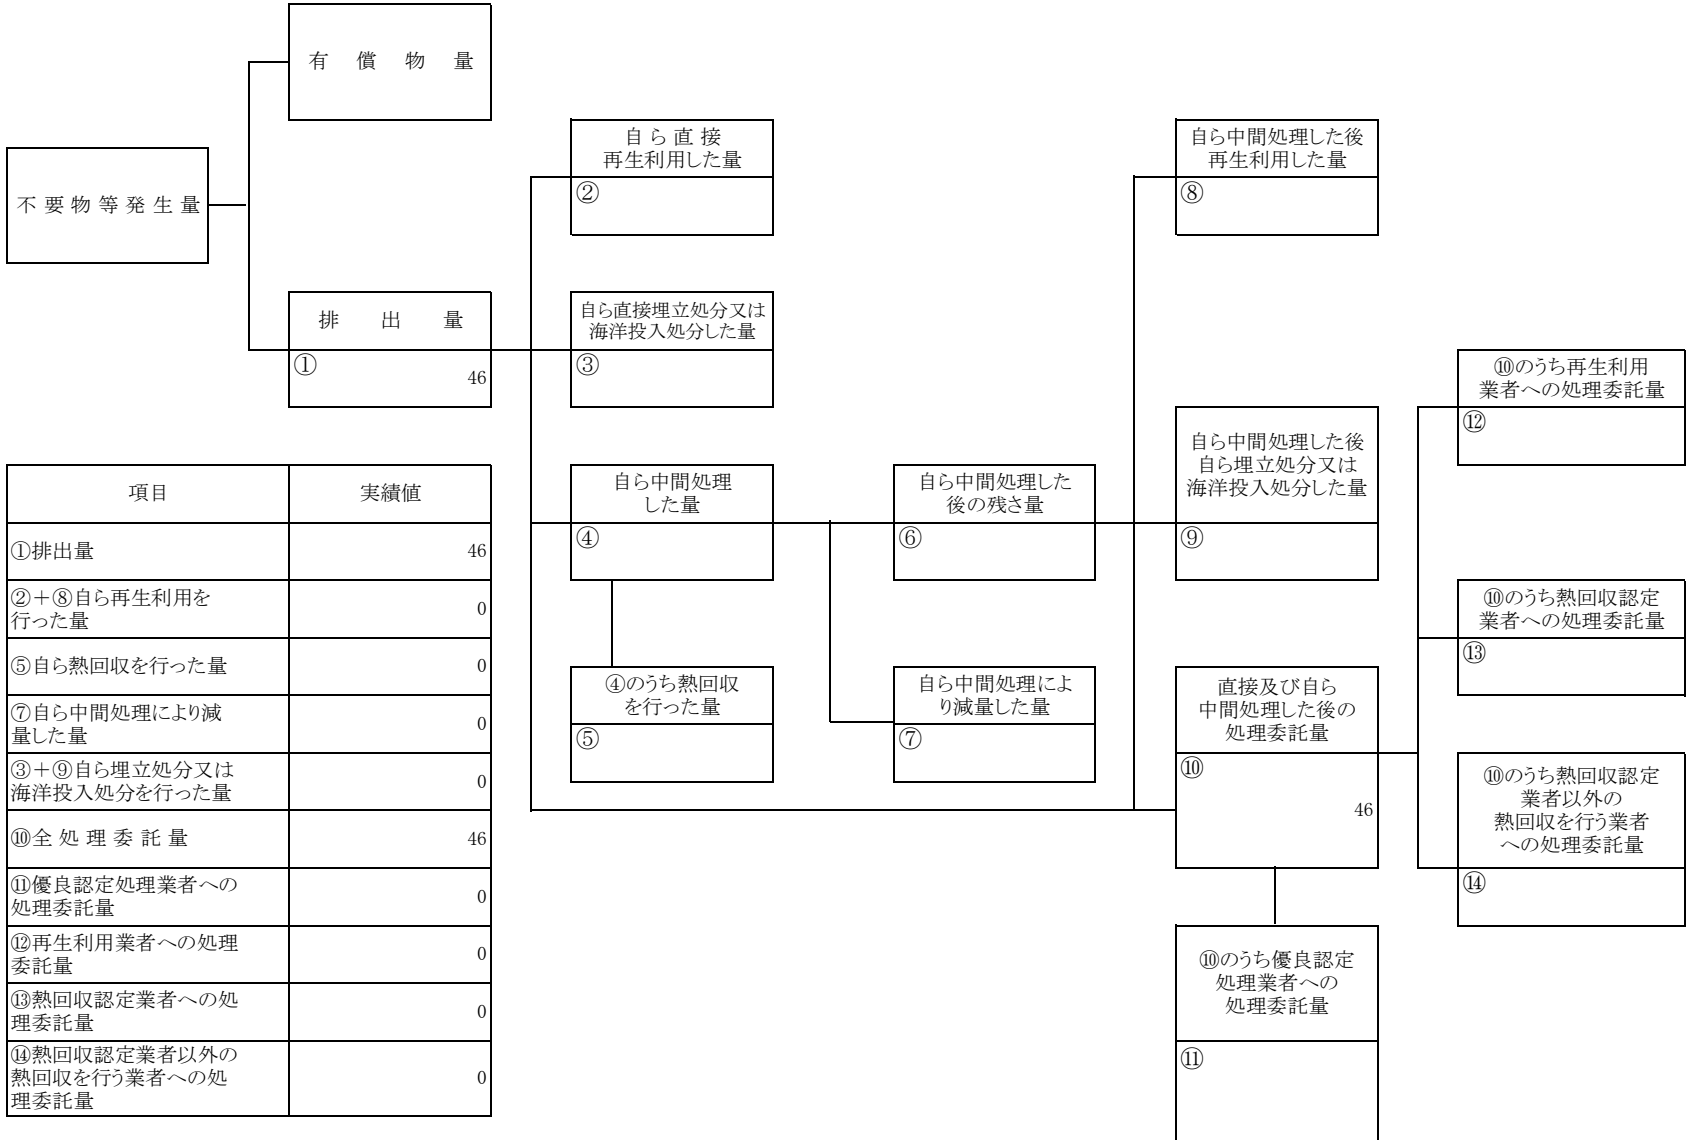 有償物量
不要物等発生量
排出量
①
46
自ら直接
再生利用した量
②
自ら直接埋立処分又は
海洋投入処分した量
③
自ら中間処理
した量
④
④のうち熱回収
を行った量
⑤
自ら中間処理した
後の残さ量
⑥
自ら中間処理によ
り減量した量
⑦
自ら中間処理した後
再生利用した量
⑧
自ら中間処理した後
自ら埋立処分又は
海洋投入処分した量
⑨
直接及び自ら
中間処理した後の
処理委託量
⑩
46
⑩のうち優良認定
処理業者への
処理委託量
⑪
⑩のうち再生利用
業者への処理委託量
⑫
⑩のうち熱回収認定
業者への処理委託量
⑬
⑩のうち熱回収認定
業者以外の
熱回収を行う業者
への処理委託量
⑭
項目 実績値
①排出量 46
②+⑧自ら再生利用を
行った量 0
⑤自ら熱回収を行った量 0
⑦自ら中間処理により減
量した量 0
③+⑨自ら埋立処分又は
海洋投入処分を行った量 0
⑩全処理委託量 46
⑪優良認定処理業者への
処理委託量 0
⑫再生利用業者への処理
委託量 0
⑬熱回収認定業者への処
理委託量 0
⑭熱回収認定業者以外の
熱回収を行う業者への処
理委託量 0